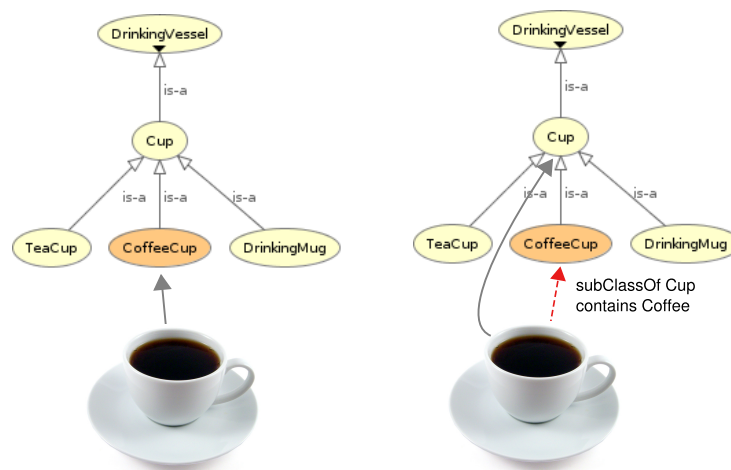 DrinkingVessel
is-a
Cup
is-a
is-a
is-a
TeaCup
CoffeeCup
DrinkingMug
DrinkingVessel
is-a
Cup
is-a
is-a
is-a
TeaCup
CoffeeCup
DrinkingMug
subClassOf Cup
contains Coffee